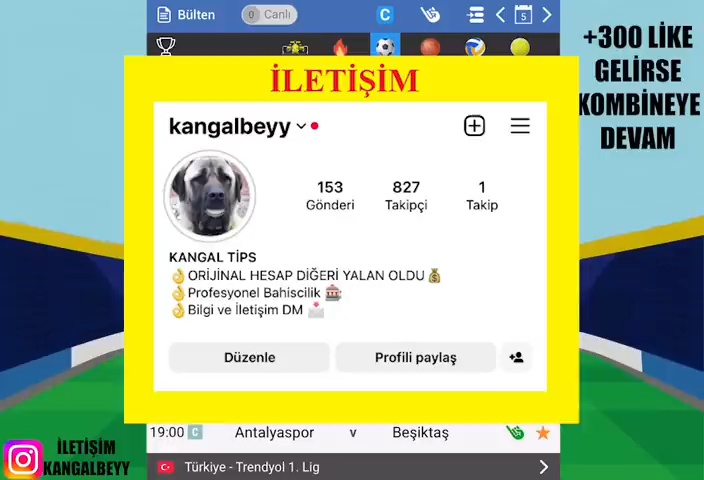 Bülten
0 Canlı
C
5
+300 LİKE
GELİRSE
KOMBİNEYE
DEVAM
İLETİŞİM
kangalbeyy
153
827
1
Gönderi
Takipçi
Takip
KANGAL TİPS
👌ORİJİNAL HESAP DİĞERİ YALAN OLDU💰
👌Profesyonel Bahiscilik 🎰
👌Bilgi ve İletişim DM 📩
Düzenle
Profili paylaş
19:00 C Antalyaspor v Beşiktaş
Türkiye - Trendyol 1. Lig
İLETİŞİM
KANGALBEYY